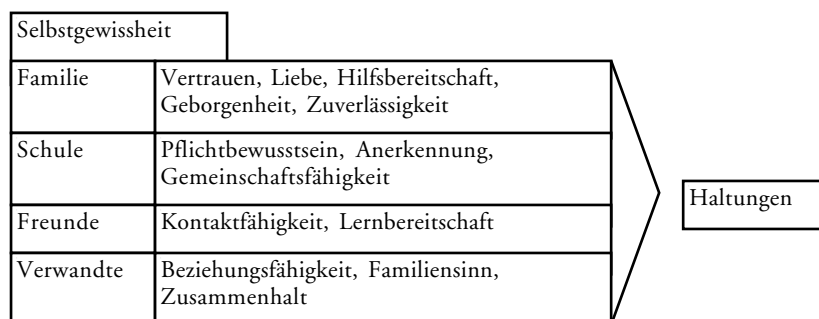 Selbstgewissheit
Familie
Vertrauen, Liebe, Hilfsbereitschaft,
Geborgenheit, Zuverlässigkeit
Schule
Pflichtbewusstsein, Anerkennung,
Gemeinschaftsfähigkeit
Freunde
Kontaktfähigkeit, Lernbereitschaft
Verwandte
Beziehungsfähigkeit, Familiensinn,
Zusammenhalt
Haltungen